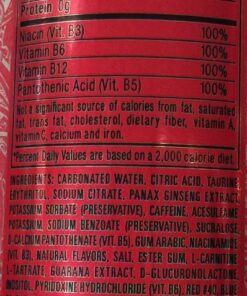 Protein 0g
Niacin (Vit. B3) 100%
Vitamin B6 100%
Vitamin B12 100%
Pantothenic Acid (Vit. B5) 100%
Not a significant source of calories from fat, saturated
fat, trans fat, cholesterol, dietary fiber, vitamin A,
vitamin C, calcium and iron.
*Percent Daily Values are based on a 2,000 calorie diet.
INGREDIENTS: CARBONATED WATER, CITRIC ACID, TAURINE,
ERYTHRITOL, SODIUM CITRATE, PANAX GINSENG EXTRACT,
POTASSIUM SORBATE (PRESERVATIVE), CAFFEINE, ACESULFAME
POTASSIUM, SODIUM BENZOATE (PRESERVATIVE), SUCRALOSE,
D-CALCIUM PANTOTHENATE (VIT. B5), GUM ARABIC, NIACINAMIDE
(VIT. B3), NATURAL FLAVORS, SALT, ESTER GUM, L-CARNITINE
L-TARTRATE, GUARANA EXTRACT, D-GLUCURONOLACTONE,
INOSITOL, PYRIDOXINE HYDROCHLORIDE (VIT. B6), RED #40, BLUE